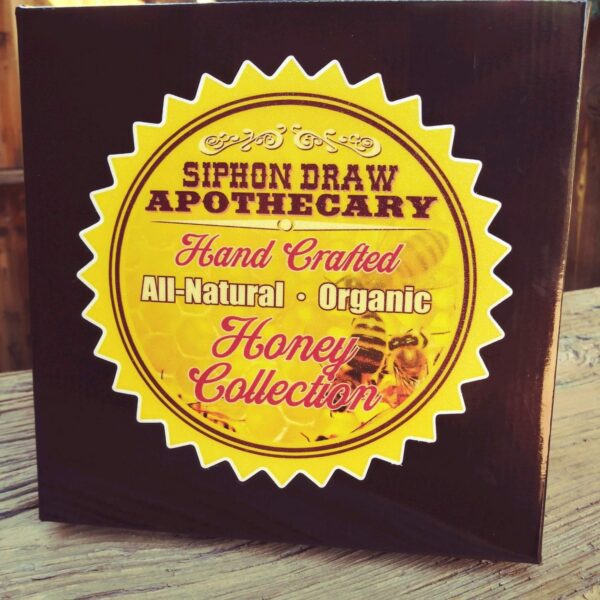 SIPHON DRAW
APOTHECARY
Hand Crafted
All-Natural • Organic
Honey
Collection